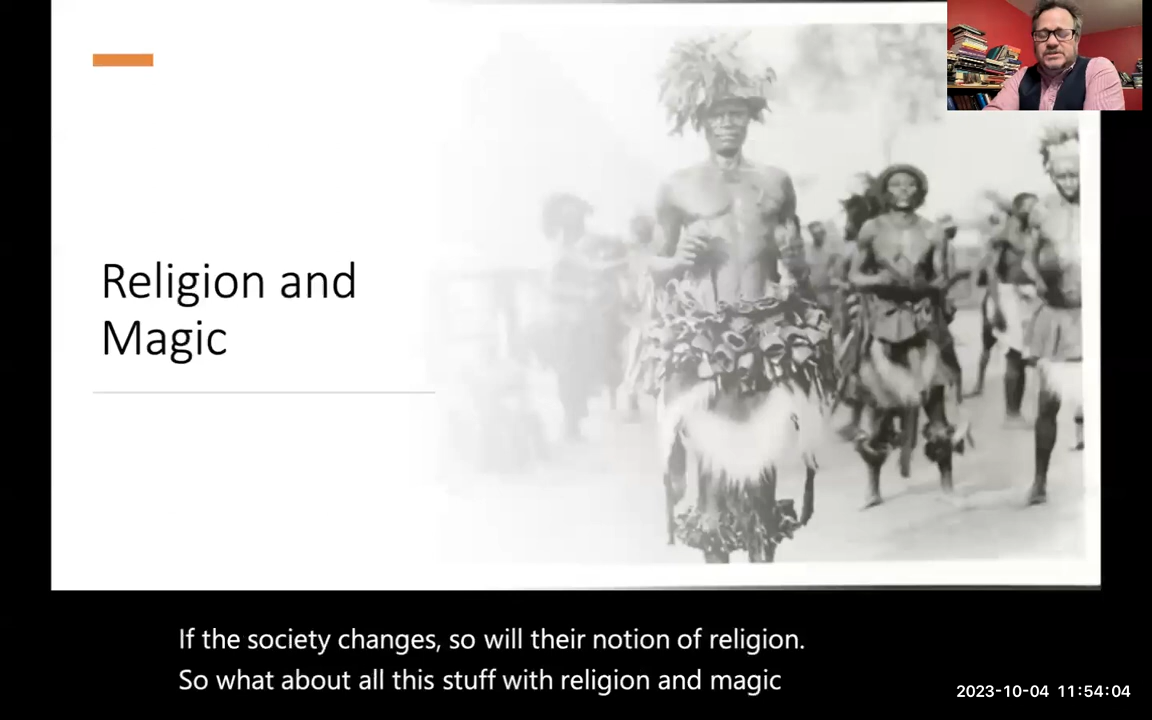 Religion and
Magic
If the society changes, so will their notion of religion.
So what about all this stuff with religion and magic
2023-10-04 11:54:04